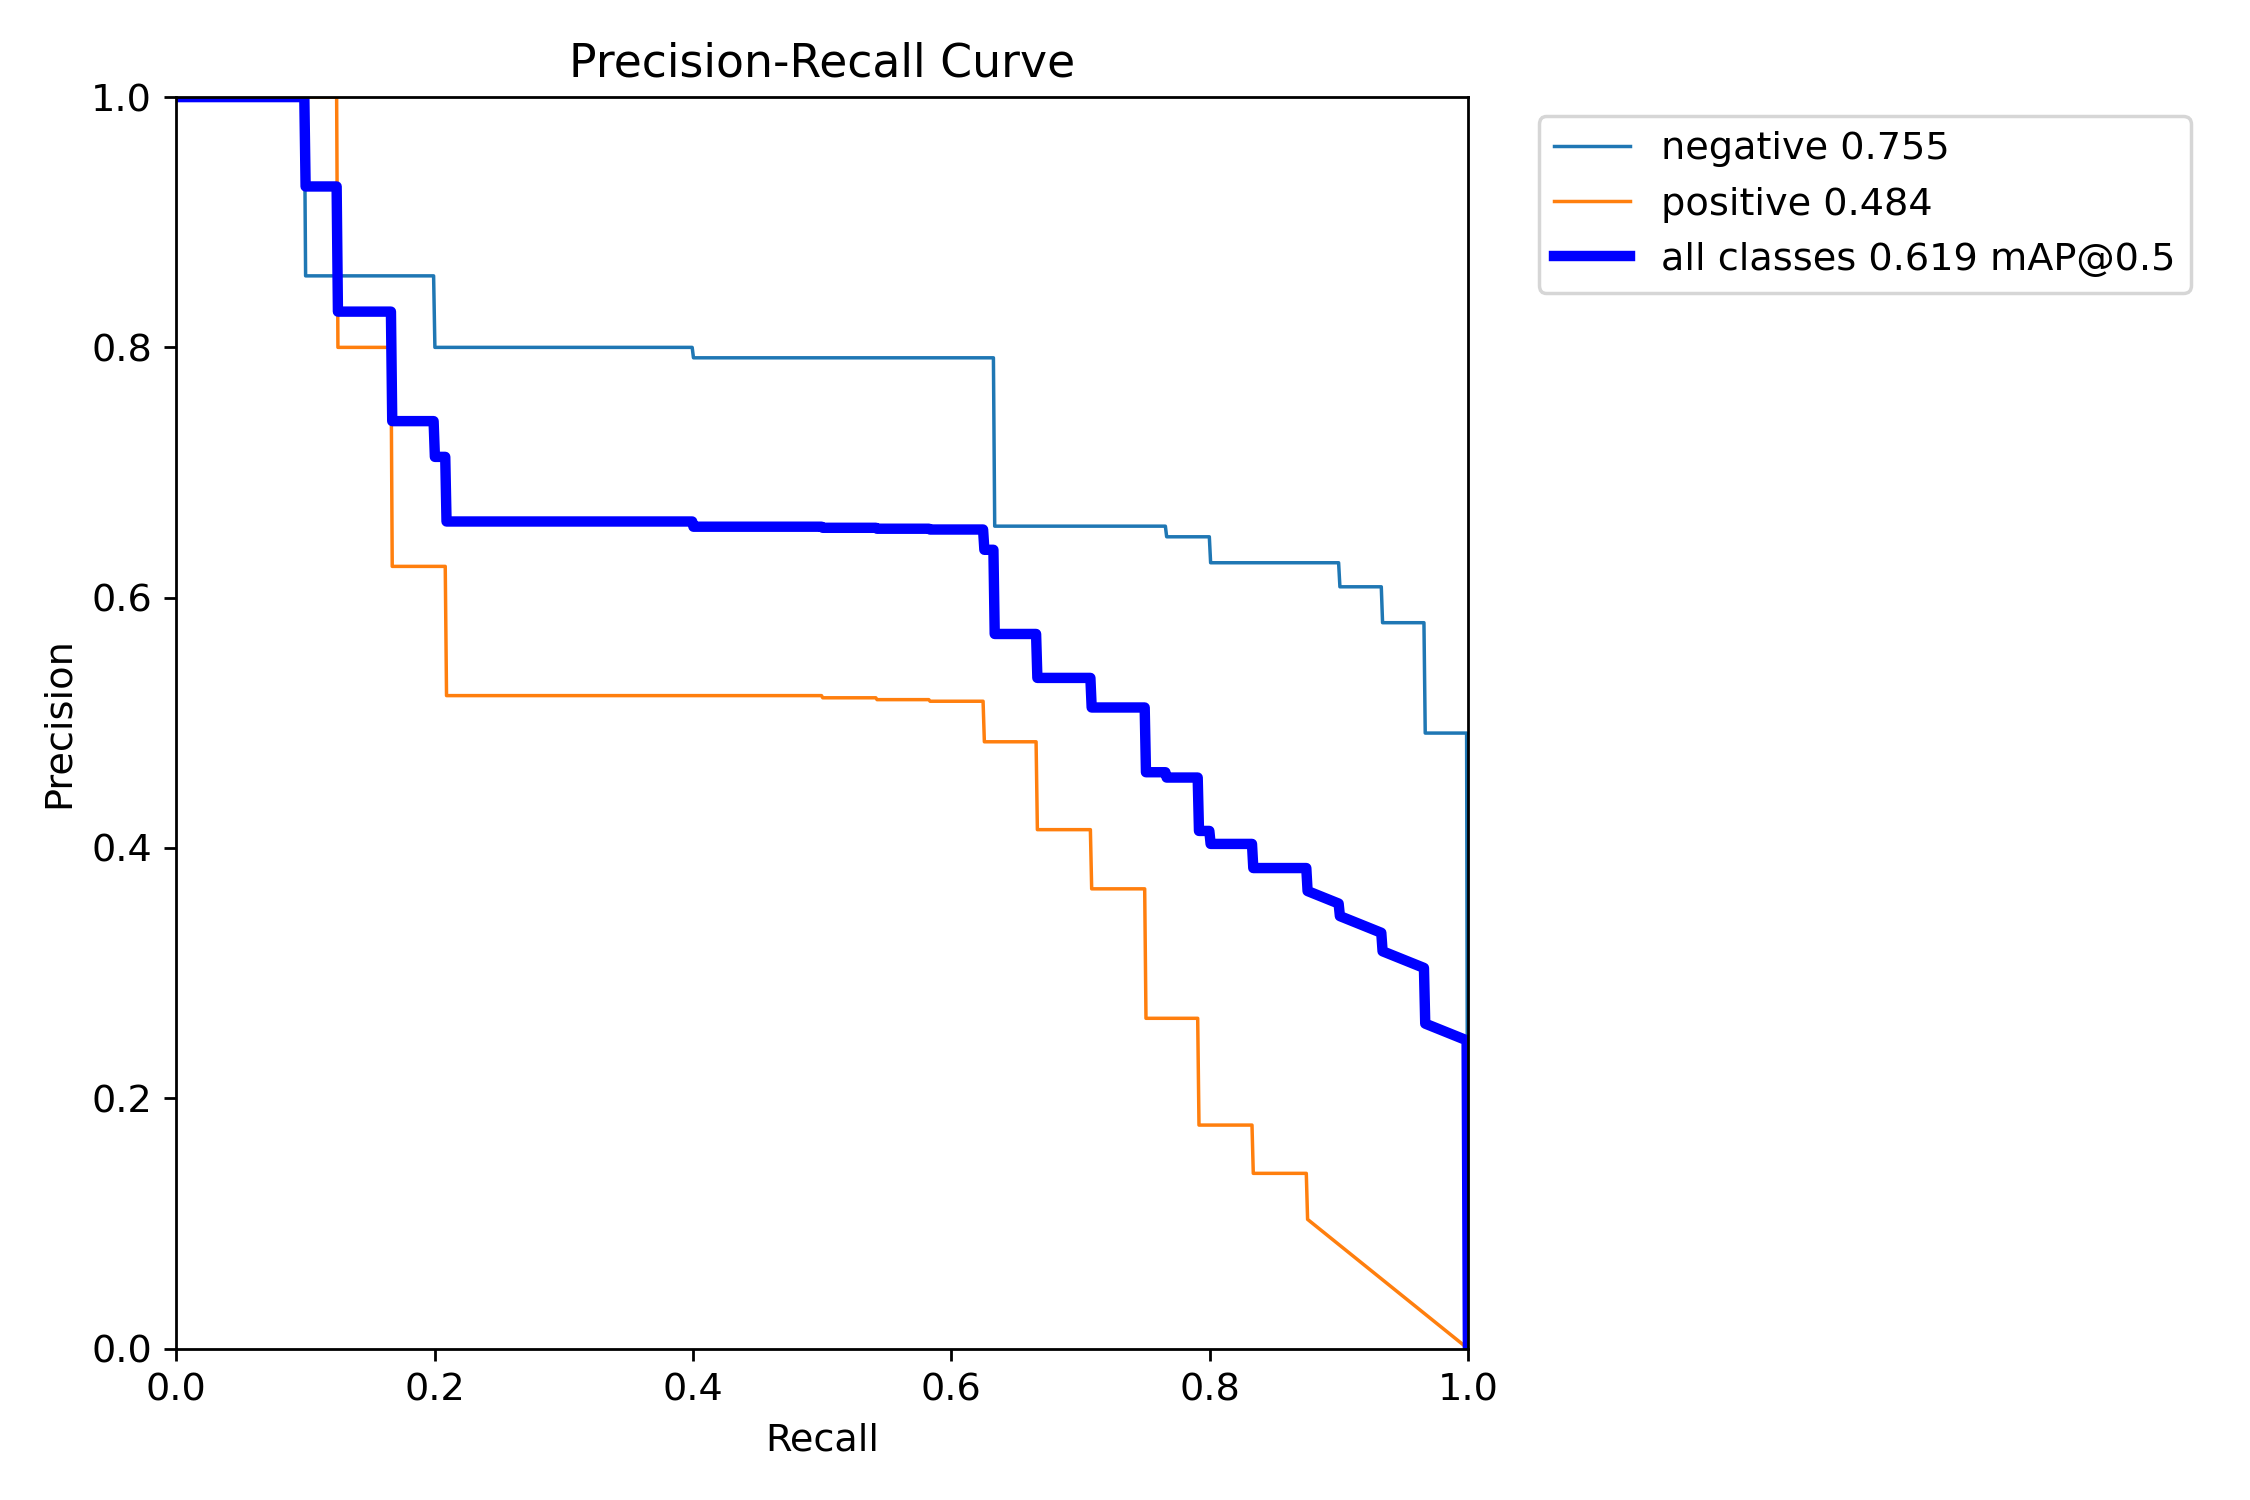 Precision-Recall Curve
1.0
0.8
0.6
0.4
0.2
0.0
Precision
0.0 0.2 0.4 0.6 0.8 1.0
Recall
negative 0.755
positive 0.484
all classes 0.619 mAP@0.5